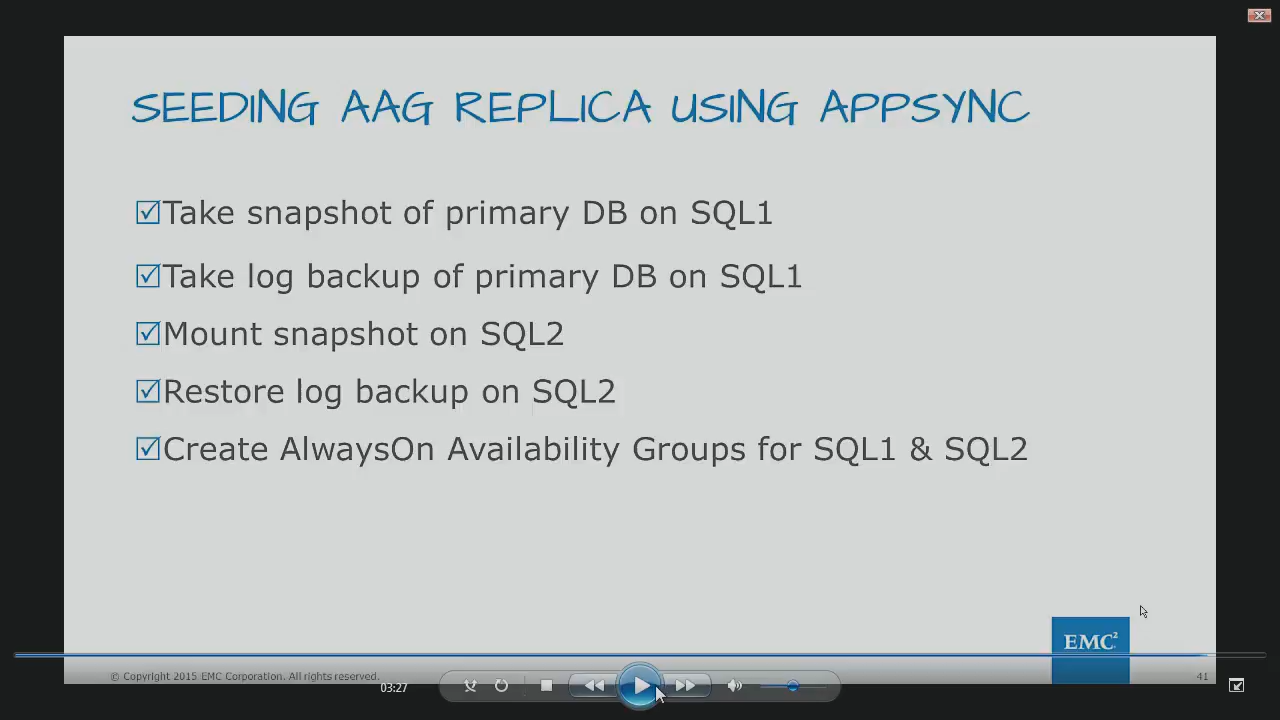 SEEDING AAG REPLICA USING APPSYNC
☑Take snapshot of primary DB on SQL1
☑Take log backup of primary DB on SQL1
☑Mount snapshot on SQL2
☑Restore log backup on SQL2
☑Create AlwaysOn Availability Groups for SQL1 & SQL2
EMC²
© Copyright 2015 EMC Corporation. All rights reserved.
41
03:27